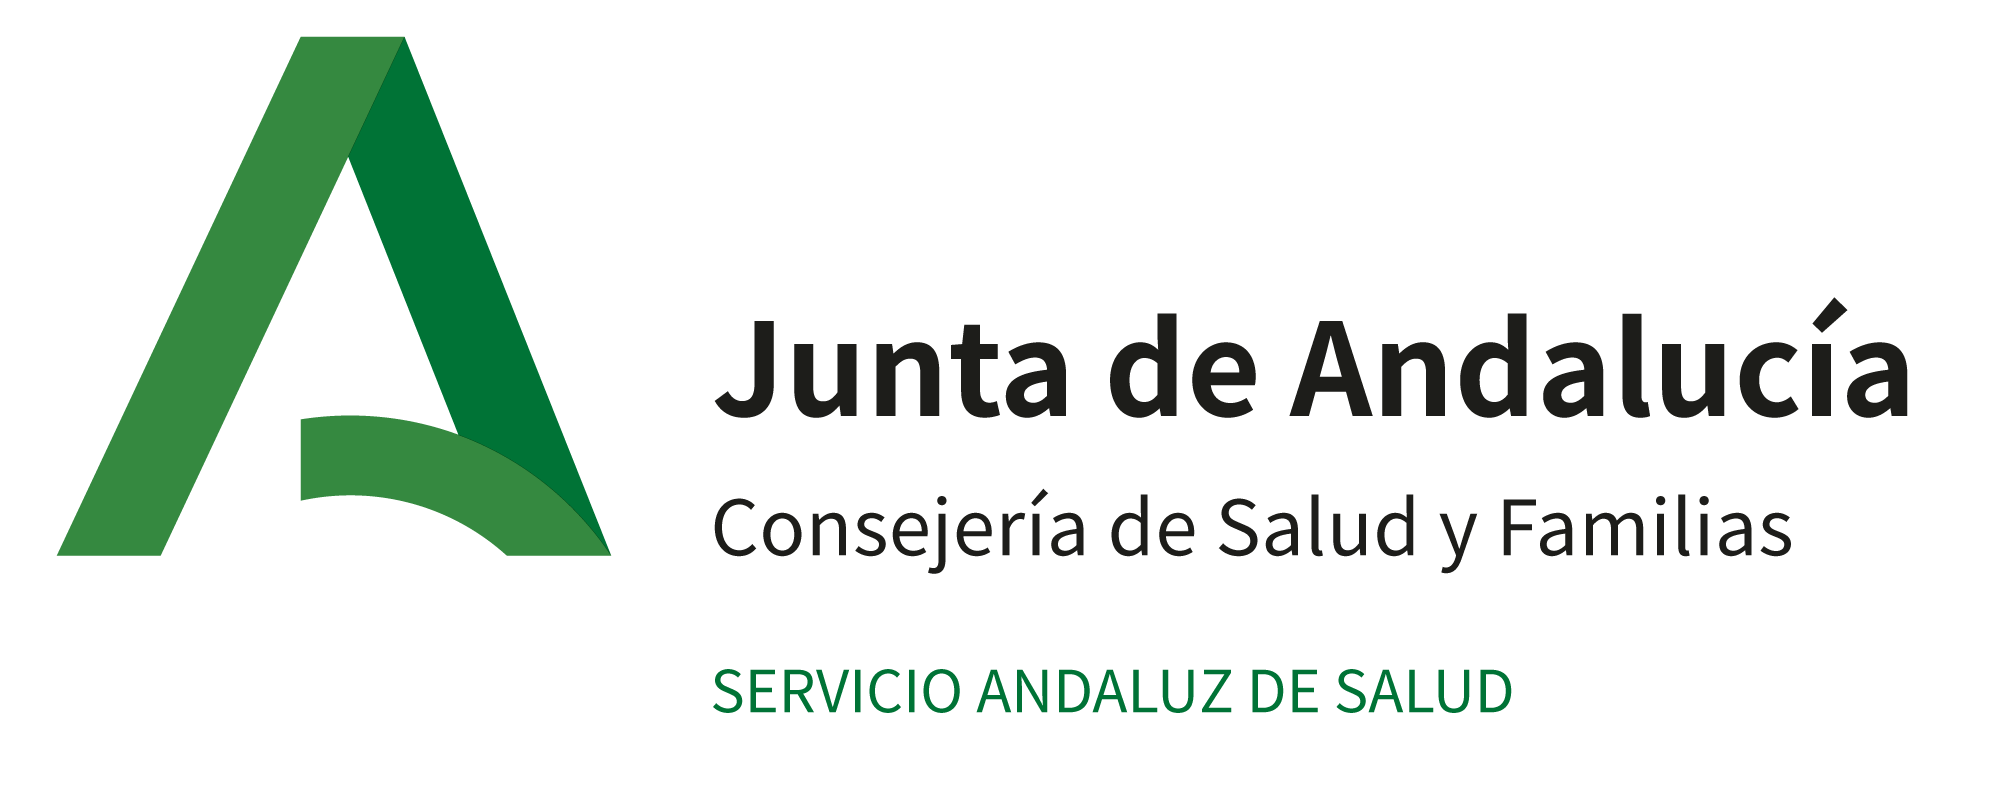 Junta de Andalucía
Consejería de Salud y Familias
SERVICIO ANDALUZ DE SALUD